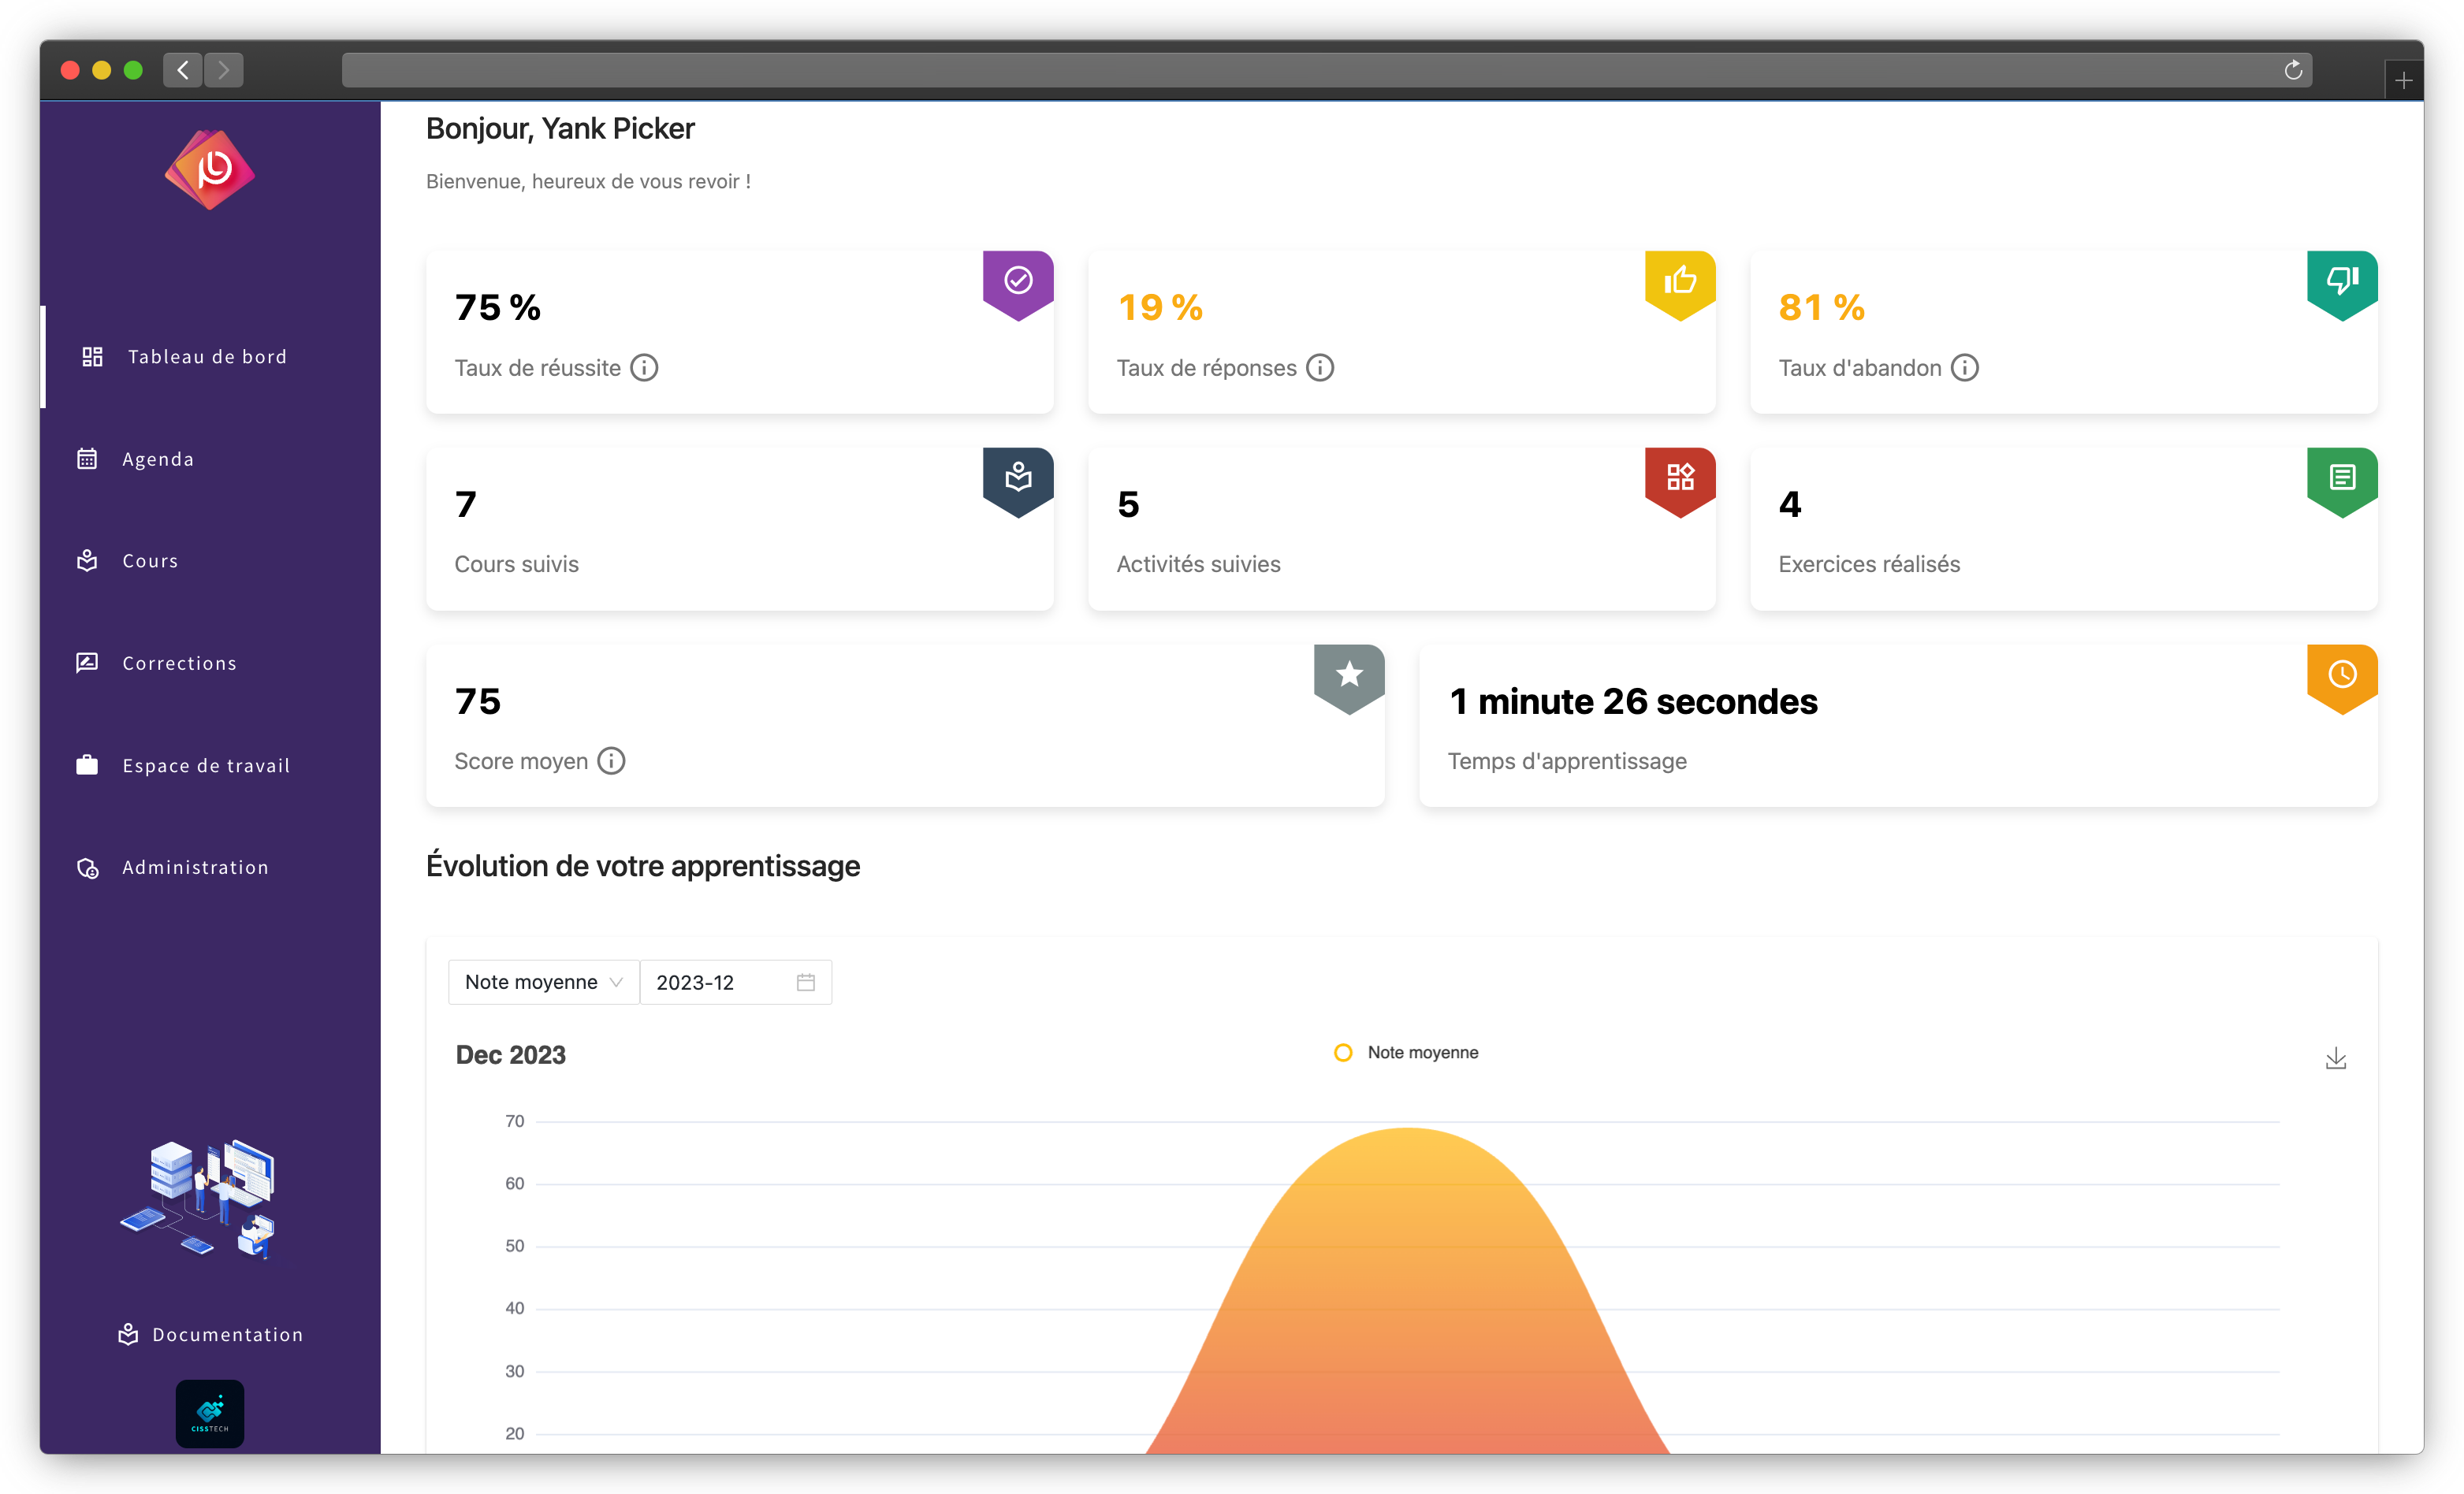 Bonjour, Yank Picker
Bienvenue, heureux de vous revoir !
Tableau de bord
Agenda
Cours
Corrections
Espace de travail
Administration
Documentation
CISSTECH
75 %
Taux de réussite
19 %
Taux de réponses
81 %
Taux d'abandon
7
Cours suivis
5
Activités suivies
4
Exercices réalisés
75
Score moyen
1 minute 26 secondes
Temps d'apprentissage
Évolution de votre apprentissage
Note moyenne
2023-12
Dec 2023
Note moyenne
70
60
50
40
30
20